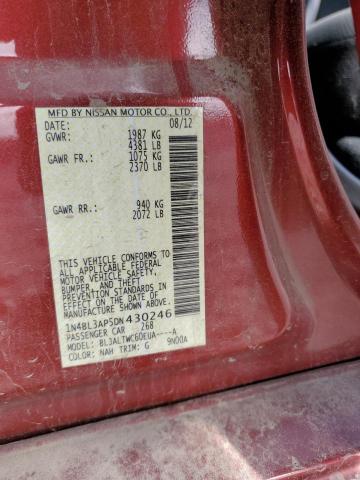 MFD BY NISSAN MOTOR CO., LTD.
DATE: 08/12
GVWR: 1987 KG
4381 LB
GAWR FR.: 1075 KG
2370 LB
GAWR RR.: 940 KG
2072 LB
THIS VEHICLE CONFORMS TO
ALL APPLICABLE FEDERAL
MOTOR VEHICLE SAFETY,
BUMPER, AND THEFT
PREVENTION STANDARDS IN
EFFECT ON THE DATE OF
MANUFACTURE SHOWN ABOVE.
1N4BL3AP5DN430246
PASSENGER CAR 268
MODEL: BL3ALTWC60EUA----A
COLOR: NAH TRIM: G 9N00A